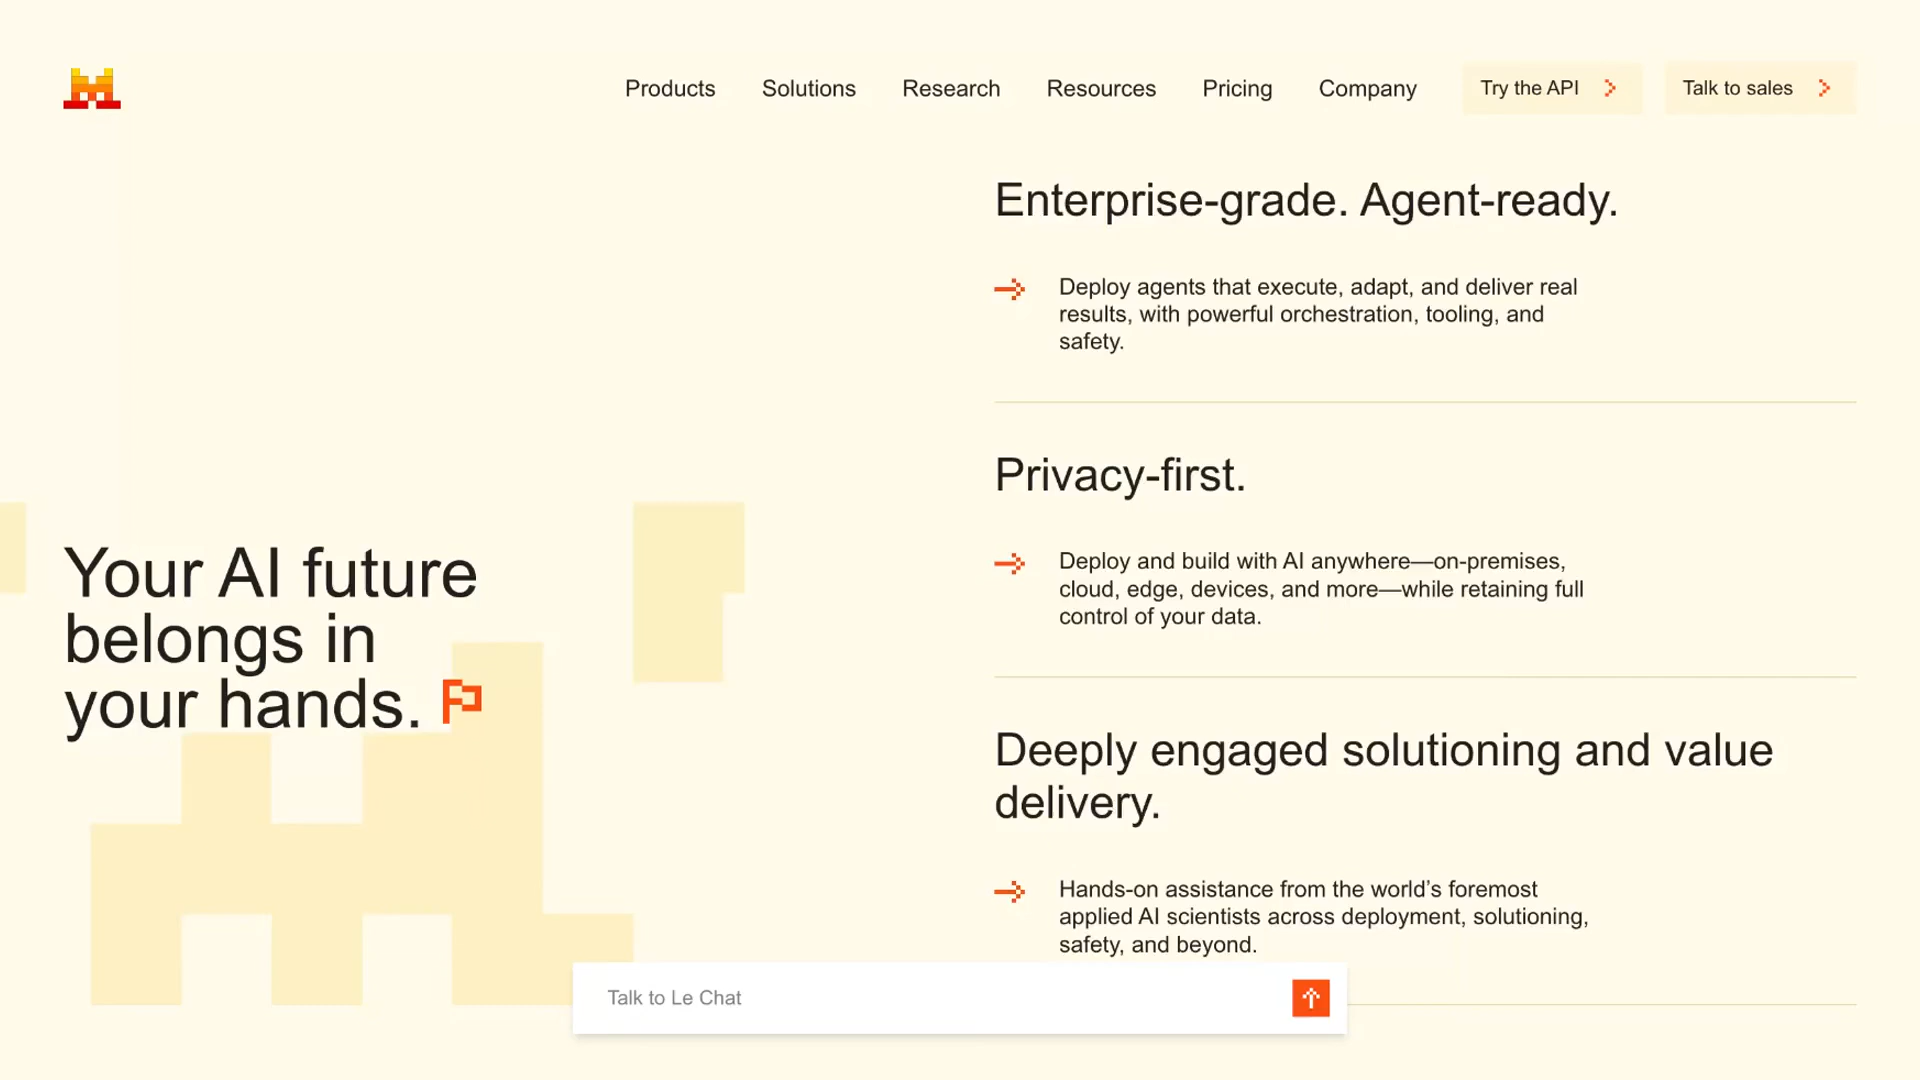 Products
Solutions
Research
Resources
Pricing
Company
Try the API
Talk to sales
Your AI future
belongs in
your hands.
Enterprise-grade. Agent-ready.
Deploy agents that execute, adapt, and deliver real
results, with powerful orchestration, tooling, and
safety.
Privacy-first.
Deploy and build with AI anywhere—on-premises,
cloud, edge, devices, and more—while retaining full
control of your data.
Deeply engaged solutioning and value
delivery.
Hands-on assistance from the world’s foremost
applied AI scientists across deployment, solutioning,
safety, and beyond.
Talk to Le Chat